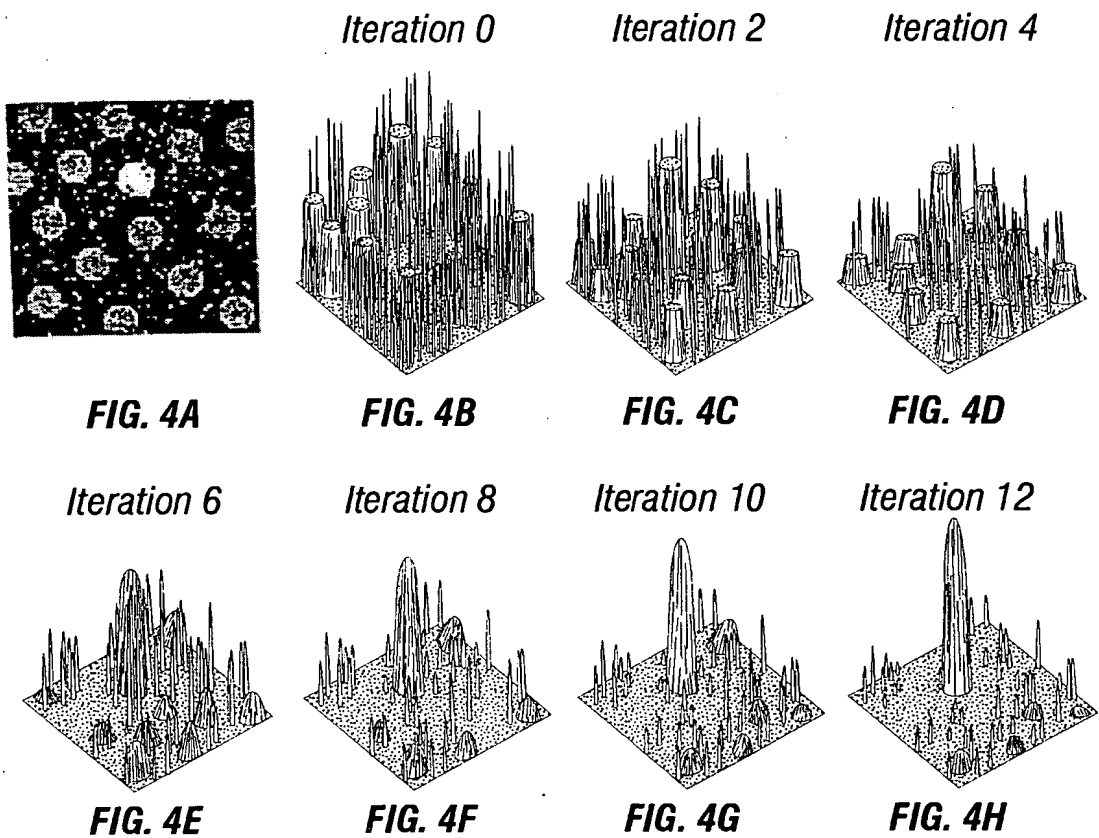 Iteration 0
Iteration 2
Iteration 4
FIG. 4A
FIG. 4B
FIG. 4C
FIG. 4D
Iteration 6
Iteration 8
Iteration 10
Iteration 12
FIG. 4E
FIG. 4F
FIG. 4G
FIG. 4H